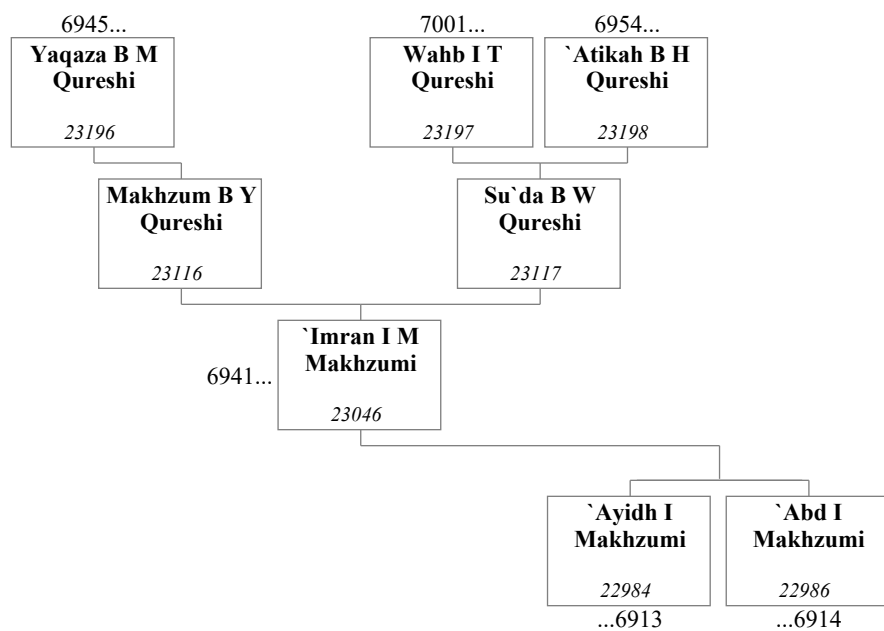 6945...
7001...
6954...
Yaqaza B M
Qureshi
23196
Wahb I T
Qureshi
23197
`Atikah B H
Qureshi
23198
Makhzum B Y
Qureshi
23116
Su`da B W
Qureshi
23117
6941...
`Imran I M
Makhzumi
23046
`Ayidh I
Makhzumi
22984
...6913
`Abd I
Makhzumi
22986
...6914